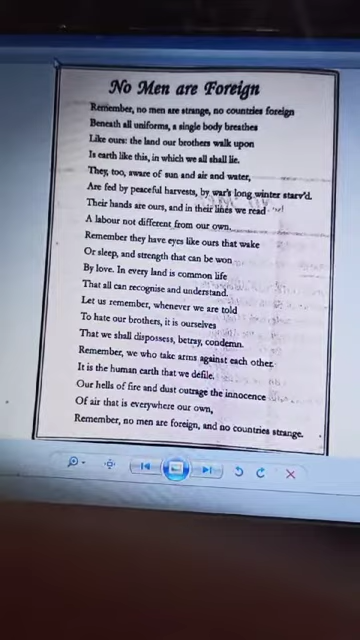 No Men are Foreign
Remember, no men are strange, no countries foreign
Beneath all uniforms, a single body breathes
Like ours: the land our brothers walk upon
Is earth like this, in which we all shall lie.
They, too, aware of sun and air and water,
Are fed by peaceful harvests, by war's long winter starv'd.
Their hands are ours, and in their lines we read
A labour not different from our own.
Remember they have eyes like ours that wake
Or sleep, and strength that can be won
By love. In every land is common life
That all can recognise and understand.
Let us remember, whenever we are told
To hate our brothers, it is ourselves
That we shall dispossess, betray, condemn.
Remember, we who take arms against each other
It is the human earth that we defile.
Our hells of fire and dust outrage the innocence
Of air that is everywhere our own,
Remember, no men are foreign, and no countries strange.